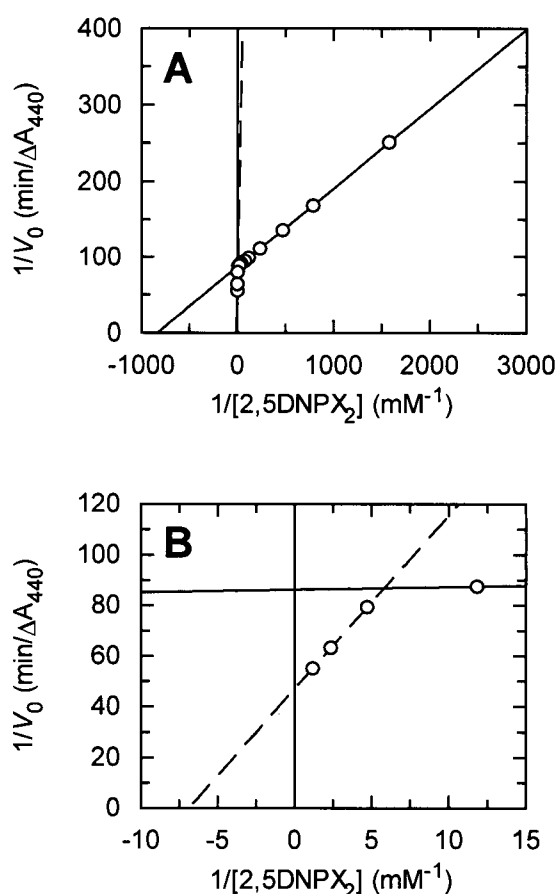 A
400
300
200
100
0
1/V₀ (min/ΔA₄₄₀)
-1000 0 1000 2000 3000
1/[2,5DNPX₂] (mM⁻¹)
B
120
100
80
60
40
20
0
1/V₀ (min/ΔA₄₄₀)
-10 -5 0 5 10 15
1/[2,5DNPX₂] (mM⁻¹)